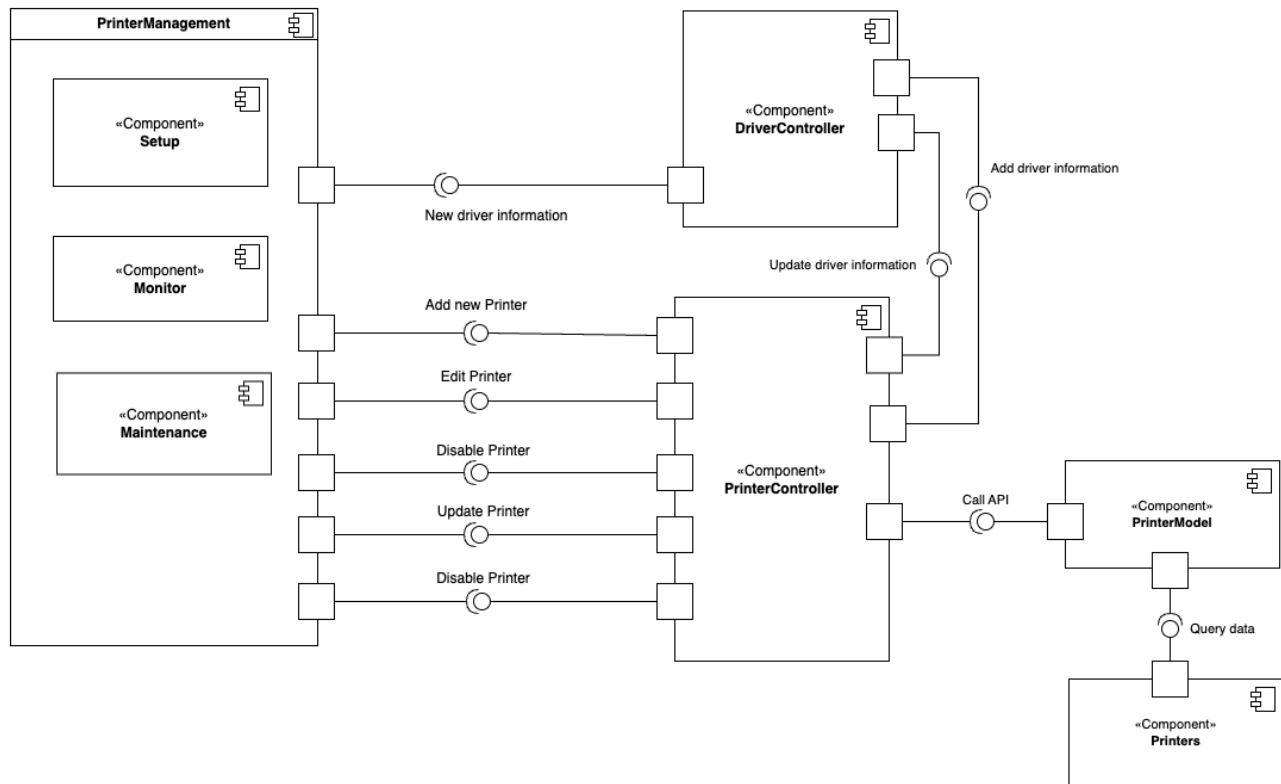 PrinterManagement
«Component»
Setup
«Component»
Monitor
«Component»
Maintenance
New driver information
Add new Printer
Edit Printer
Disable Printer
Update Printer
Disable Printer
«Component»
DriverController
Add driver information
Update driver information
«Component»
PrinterController
Call API
«Component»
PrinterModel
Query data
«Component»
Printers